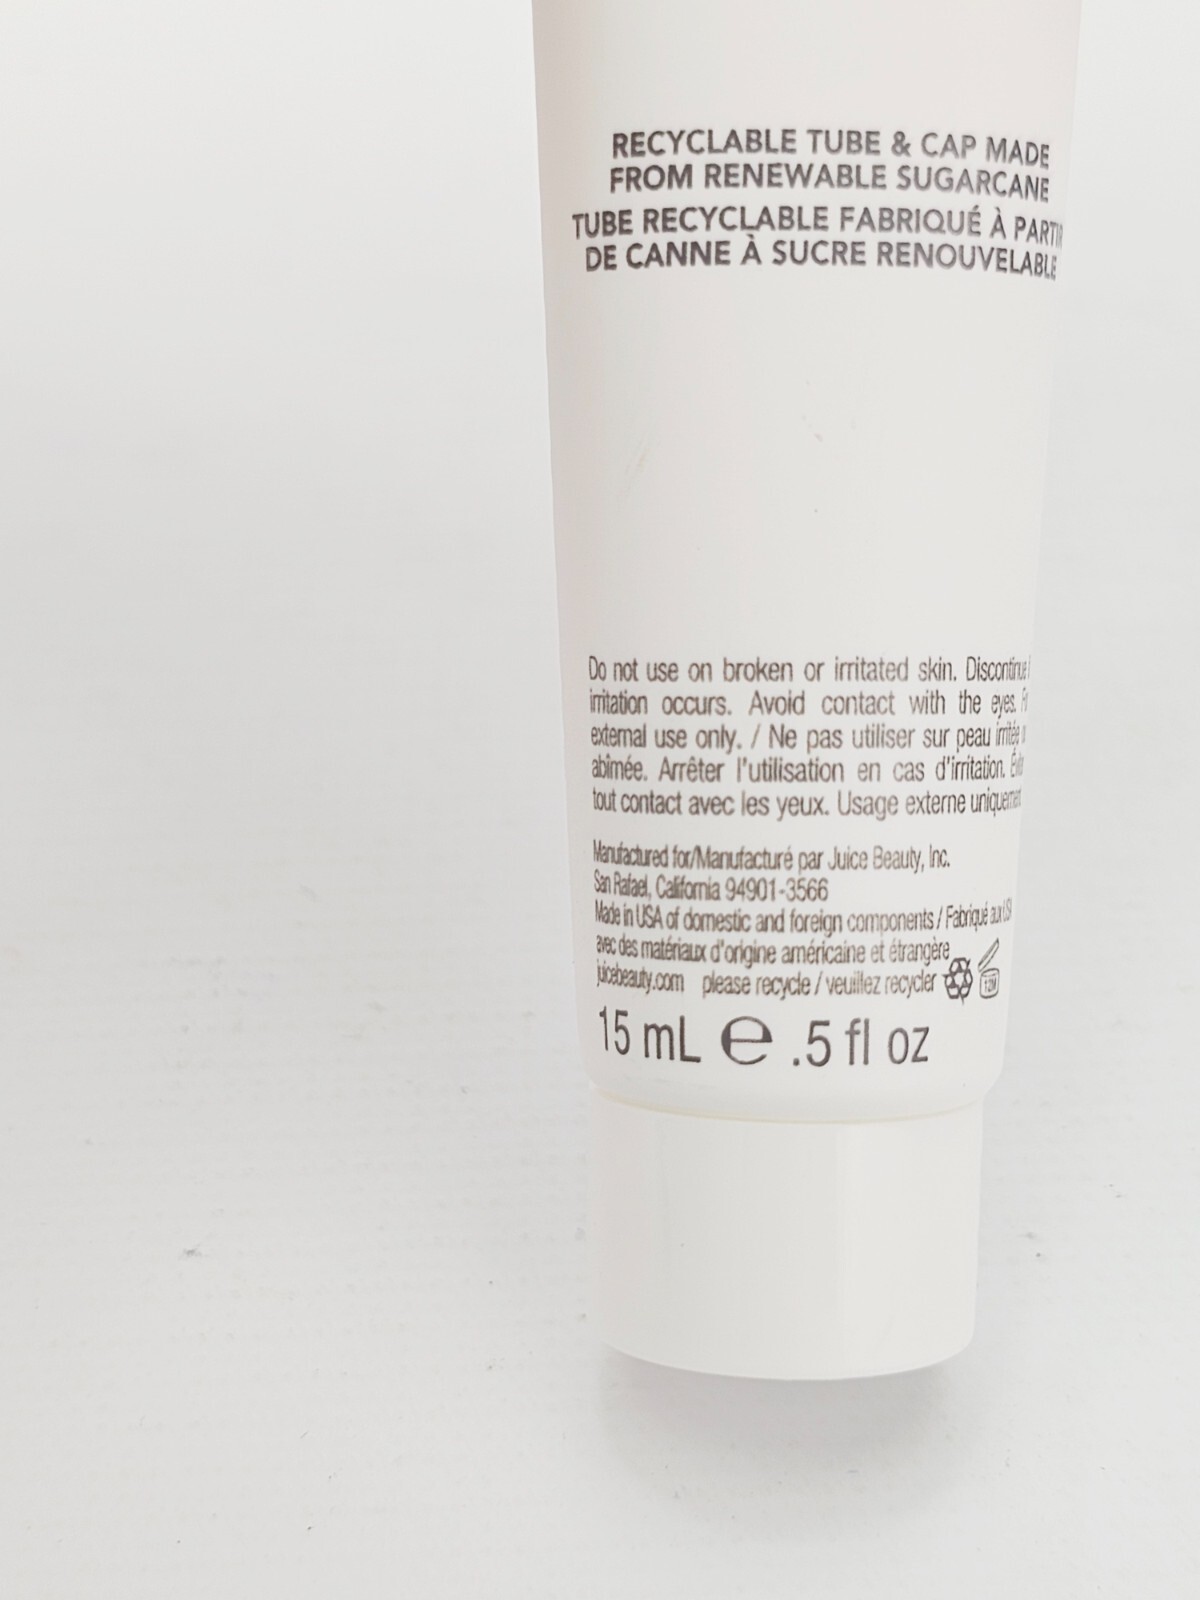 RECYCLABLE TUBE & CAP MADE
FROM RENEWABLE SUGARCANE
TUBE RECYCLABLE FABRIQUÉ À PARTIR
DE CANNE À SUCRE RENOUVELABLE
Do not use on broken or irritated skin. Discontinue
irritation occurs. Avoid contact with the eyes.
external use only. / Ne pas utiliser sur peau irritée
abîmée. Arrêter l'utilisation en cas d'irritation.
tout contact avec les yeux. Usage externe uniquement
Manufactured for/Manufacturé par Juice Beauty, Inc.
San Rafael, California 94901-3566
Made in USA of domestic and foreign components / Fabriqué aux USA
avec des matériaux d'origine américaine et étrangère
juicebeauty.com please recycle / veuillez recycler 12M
15 mL e .5 fl oz